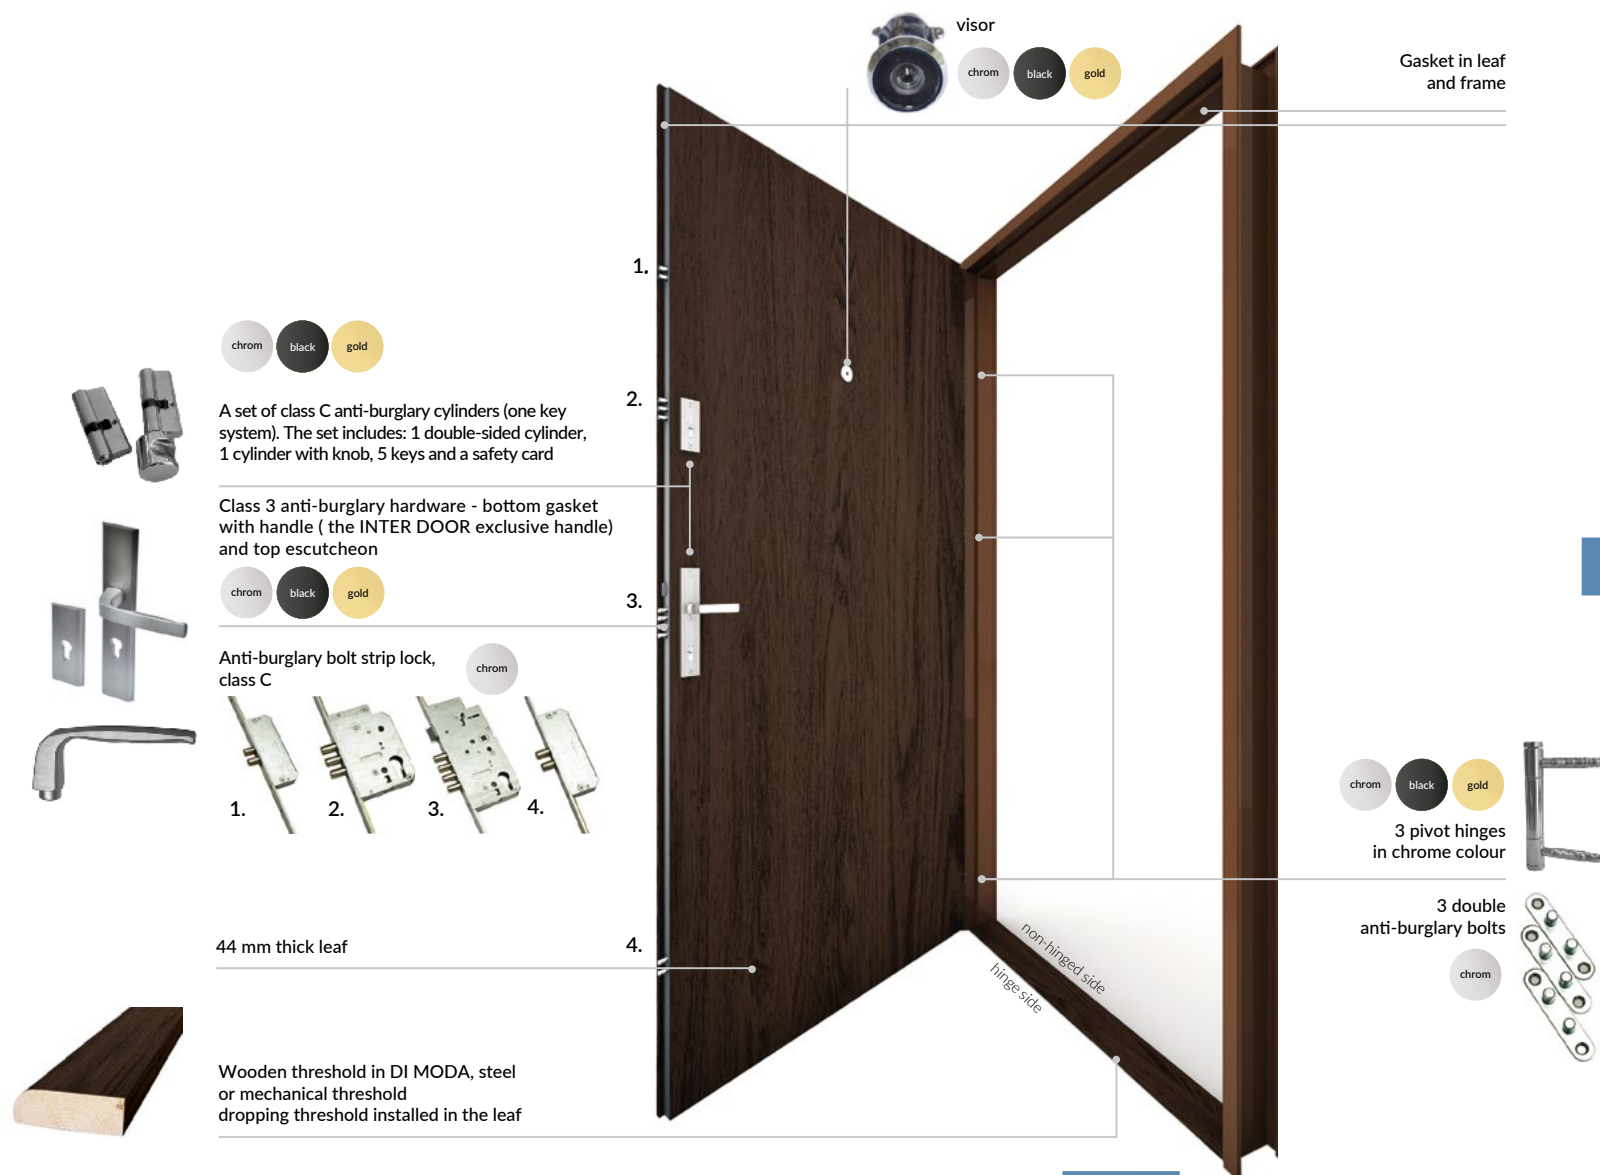 visor
chrom
black
gold
Gasket in leaf
and frame
1.
chrom
black
gold
A set of class C anti-burglary cylinders (one key
system). The set includes: 1 double-sided cylinder,
1 cylinder with knob, 5 keys and a safety card
2.
Class 3 anti-burglary hardware - bottom gasket
with handle ( the INTER DOOR exclusive handle)
and top escutcheon
chrom
black
gold
3.
Anti-burglary bolt strip lock,
class C
chrom
1.
2.
3.
4.
chrom
black
gold
3 pivot hinges
in chrome colour
3 double
anti-burglary bolts
chrom
44 mm thick leaf
4.
non-hinged side
hinge side
Wooden threshold in DI MODA, steel
or mechanical threshold
dropping threshold installed in the leaf